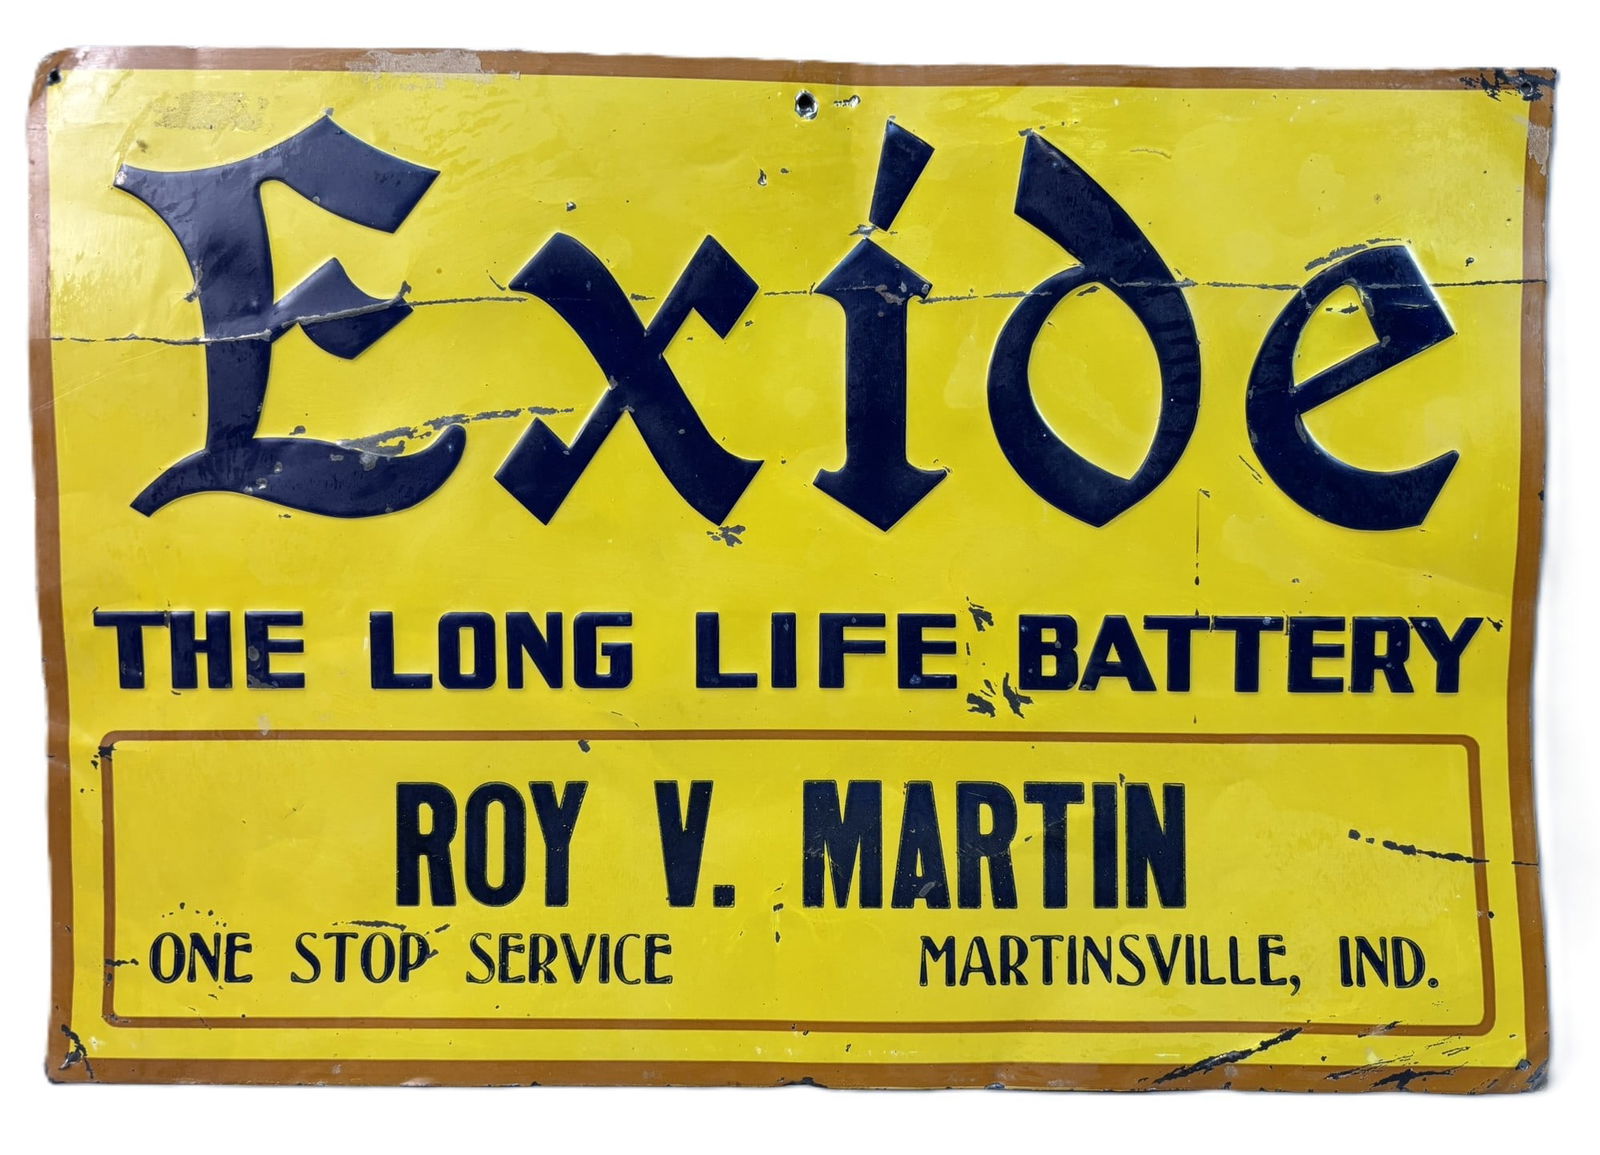 Exide
THE LONG LIFE BATTERY
ROY V. MARTIN
ONE STOP SERVICE MARTINSVILLE, IND.